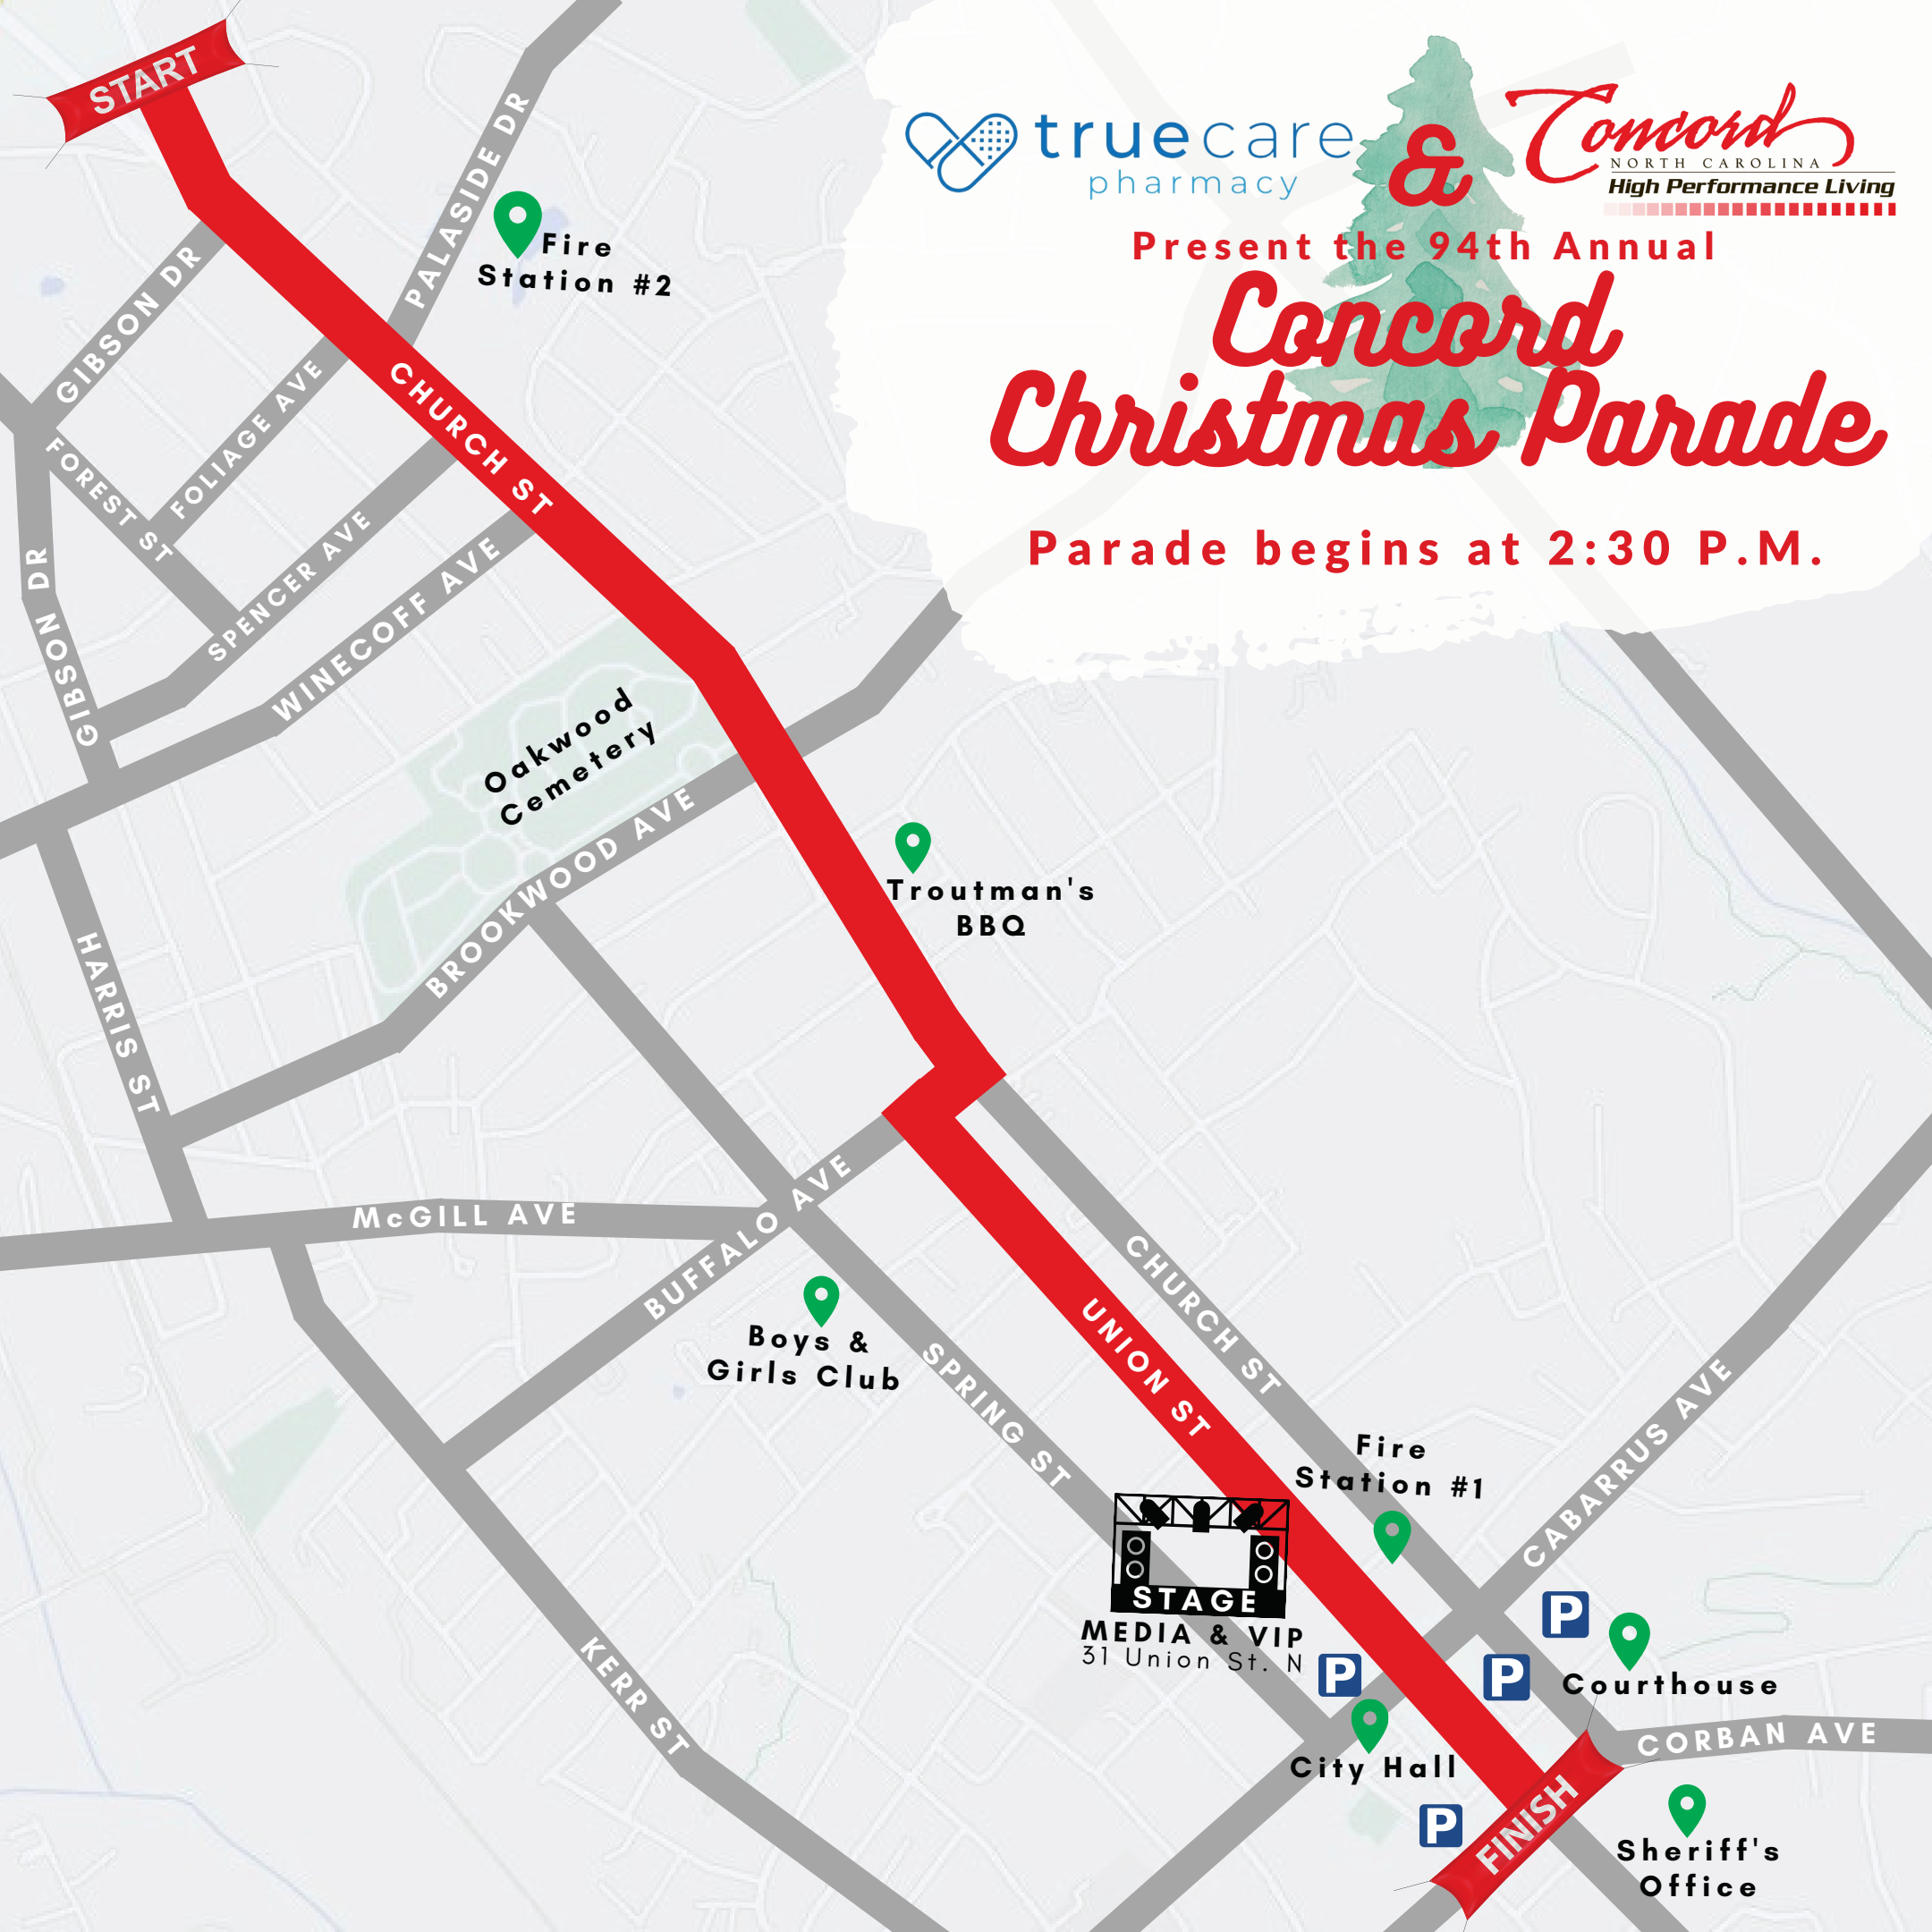 START
truecare
pharmacy
&
Concord
NORTH CAROLINA
High Performance Living
Present the 94th Annual
Concord
Christmas Parade
Parade begins at 2:30 P.M.
PALASIDE DR
Fire
Station #2
GIBSON DR
FOLIAGE AVE
CHURCH ST
FOREST ST
SPENCER AVE
WINECOFF AVE
GIBSON DR
Oakwood
Cemetery
BROOKWOOD AVE
Troutman's
BBQ
HARRIS ST
McGILL AVE
BUFFALO AVE
Boys &
Girls Club
SPRING ST
UNION ST
CHURCH ST
Fire
Station #1
CABARRUS AVE
STAGE
MEDIA & VIP
31 Union St. N
P
P
P
Courthouse
KERR ST
City Hall
CORBAN AVE
P
FINISH
Sheriff's
Office